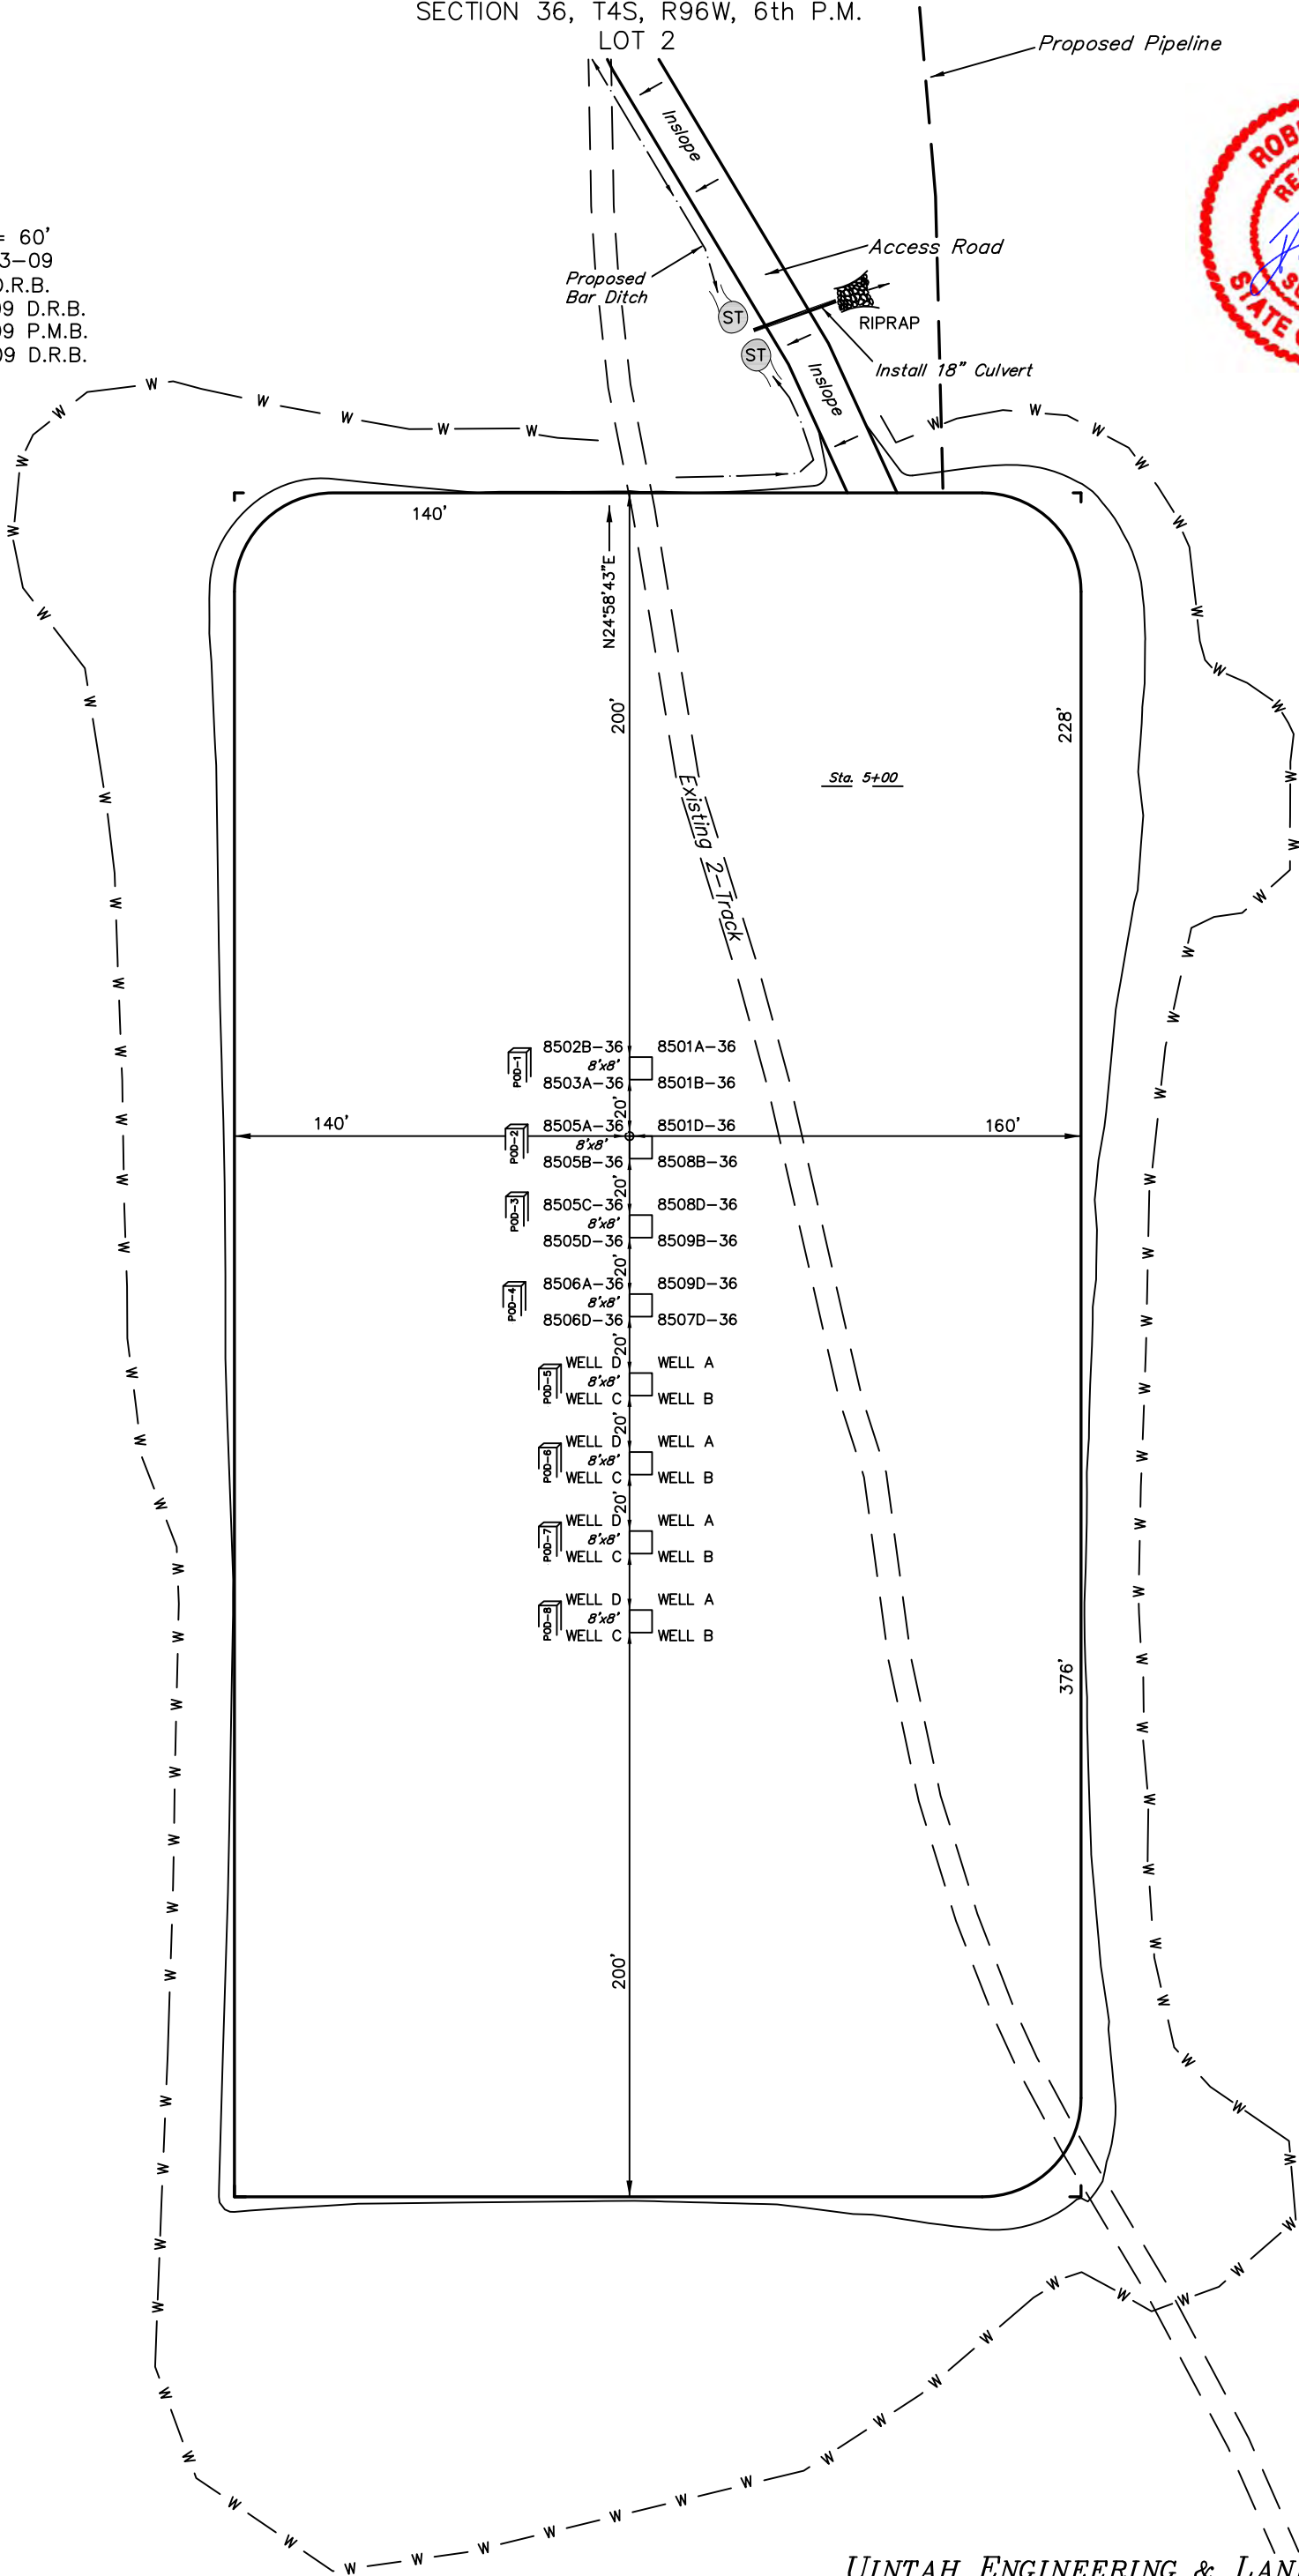 SECTION 36, T4S, R96W, 6th P.M.
LOT 2
Proposed Pipeline
Inslope
= 60'
3-09
D.R.B.
09 D.R.B.
09 P.M.B.
09 D.R.B.
STATE
Access Road
Proposed
Bar Ditch
ST
RIPRAP
ST
Install 18" Culvert
Inslope
140'
N24°58'43"E
200'
228'
Sta. 5+00
Existing 2-Track
POD-1
8502B-36 8501A-36
8'x8'
8503A-36 8501B-36
20'
140'
160'
POD-2
8505A-36 8501D-36
8'x8'
8505B-36 8508B-36
20'
POD-3
8505C-36 8508D-36
8'x8'
8505D-36 8509B-36
20'
POD-4
8506A-36 8509D-36
8'x8'
8506D-36 8507D-36
20'
POD-5
WELL D WELL A
8'x8'
WELL C WELL B
20'
POD-6
WELL D WELL A
8'x8'
WELL C WELL B
20'
POD-7
WELL D WELL A
8'x8'
WELL C WELL B
POD-8
WELL D WELL A
8'x8'
WELL C WELL B
376'
200'
UINTAH ENGINEERING & LAN